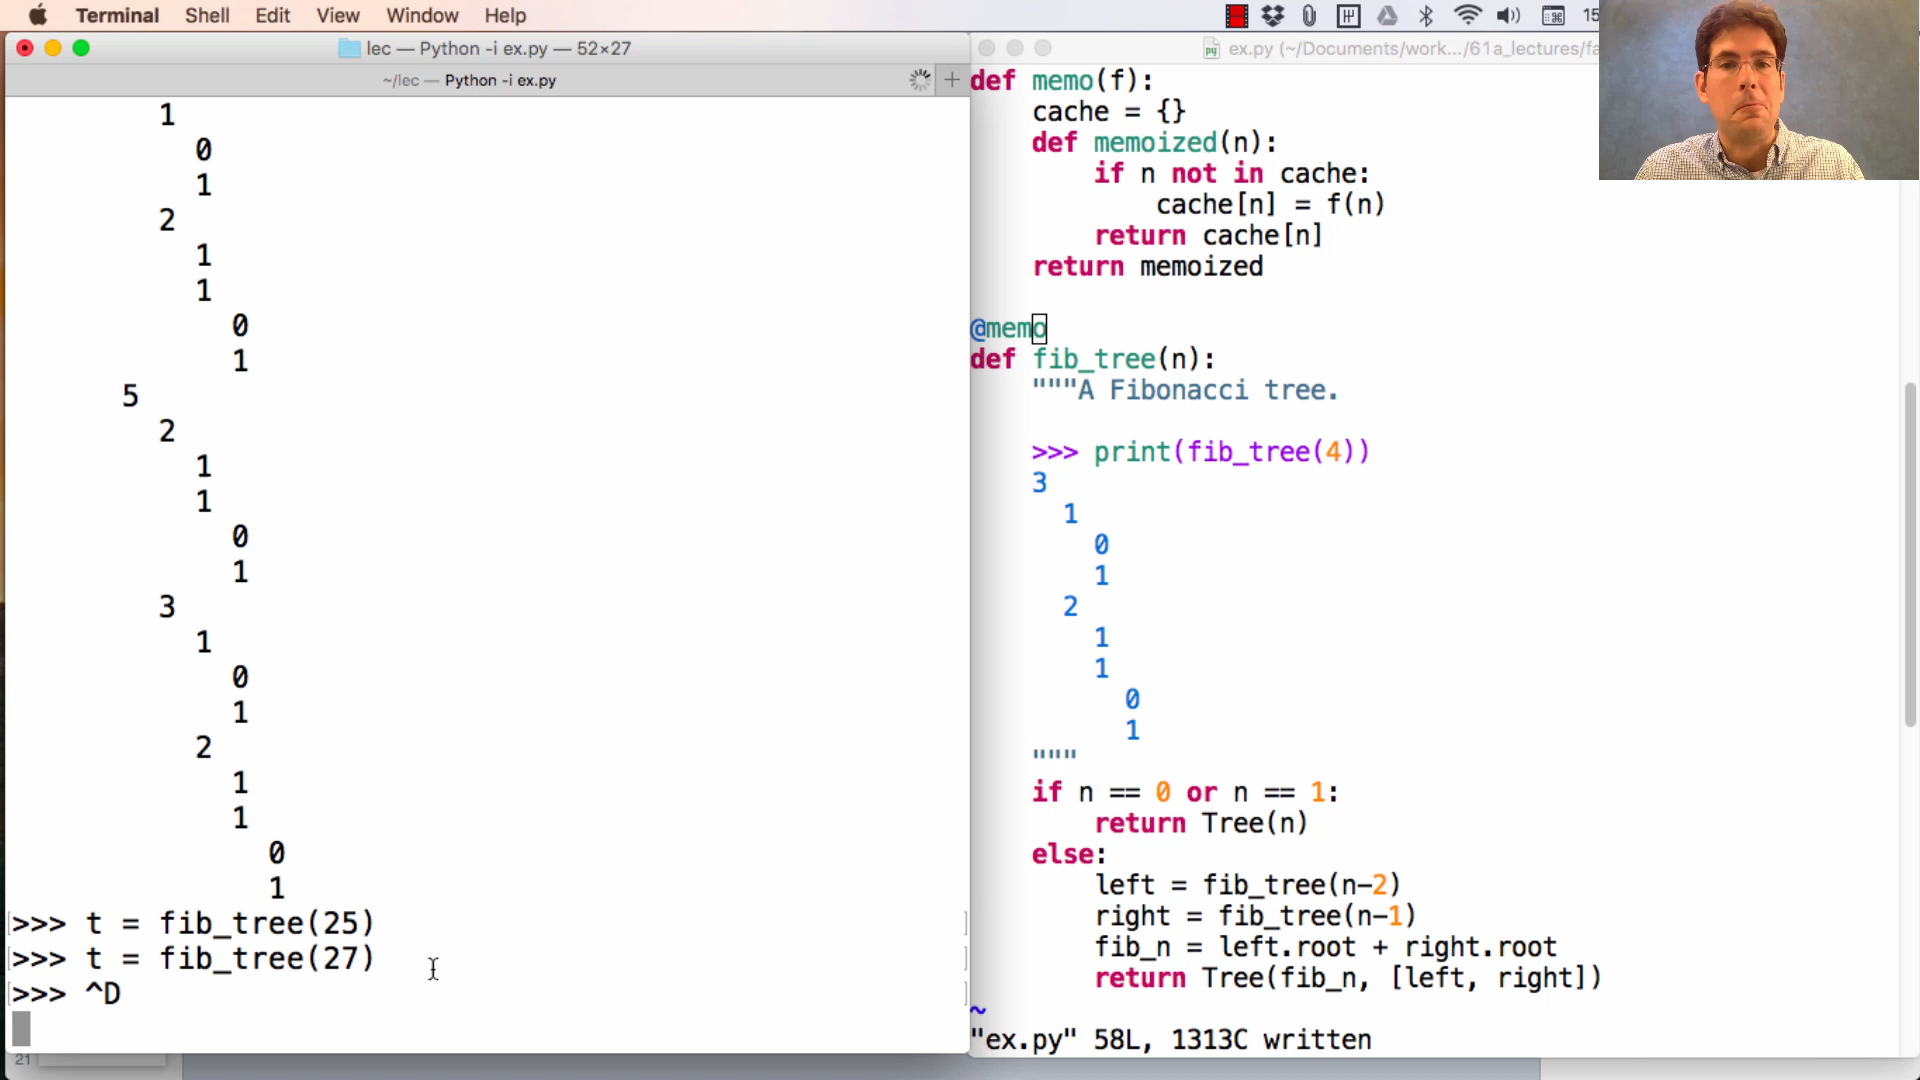 Terminal Shell Edit View Window Help
15
lec — Python -i ex.py — 52×27
~/lec — Python -i ex.py
1
0
1
2
1
1
0
1
5
2
1
1
0
1
3
1
0
1
2
1
1
0
1
>>> t = fib_tree(25)
>>> t = fib_tree(27)
>>> ^D
21
ex.py (~/Documents/work.../61a_lectures/fa
def memo(f):
cache = {}
def memoized(n):
if n not in cache:
cache[n] = f(n)
return cache[n]
return memoized
@memo
def fib_tree(n):
"""A Fibonacci tree.
>>> print(fib_tree(4))
3
1
0
1
2
1
1
0
1
"""
if n == 0 or n == 1:
return Tree(n)
else:
left = fib_tree(n-2)
right = fib_tree(n-1)
fib_n = left.root + right.root
return Tree(fib_n, [left, right])
~
"ex.py" 58L, 1313C written